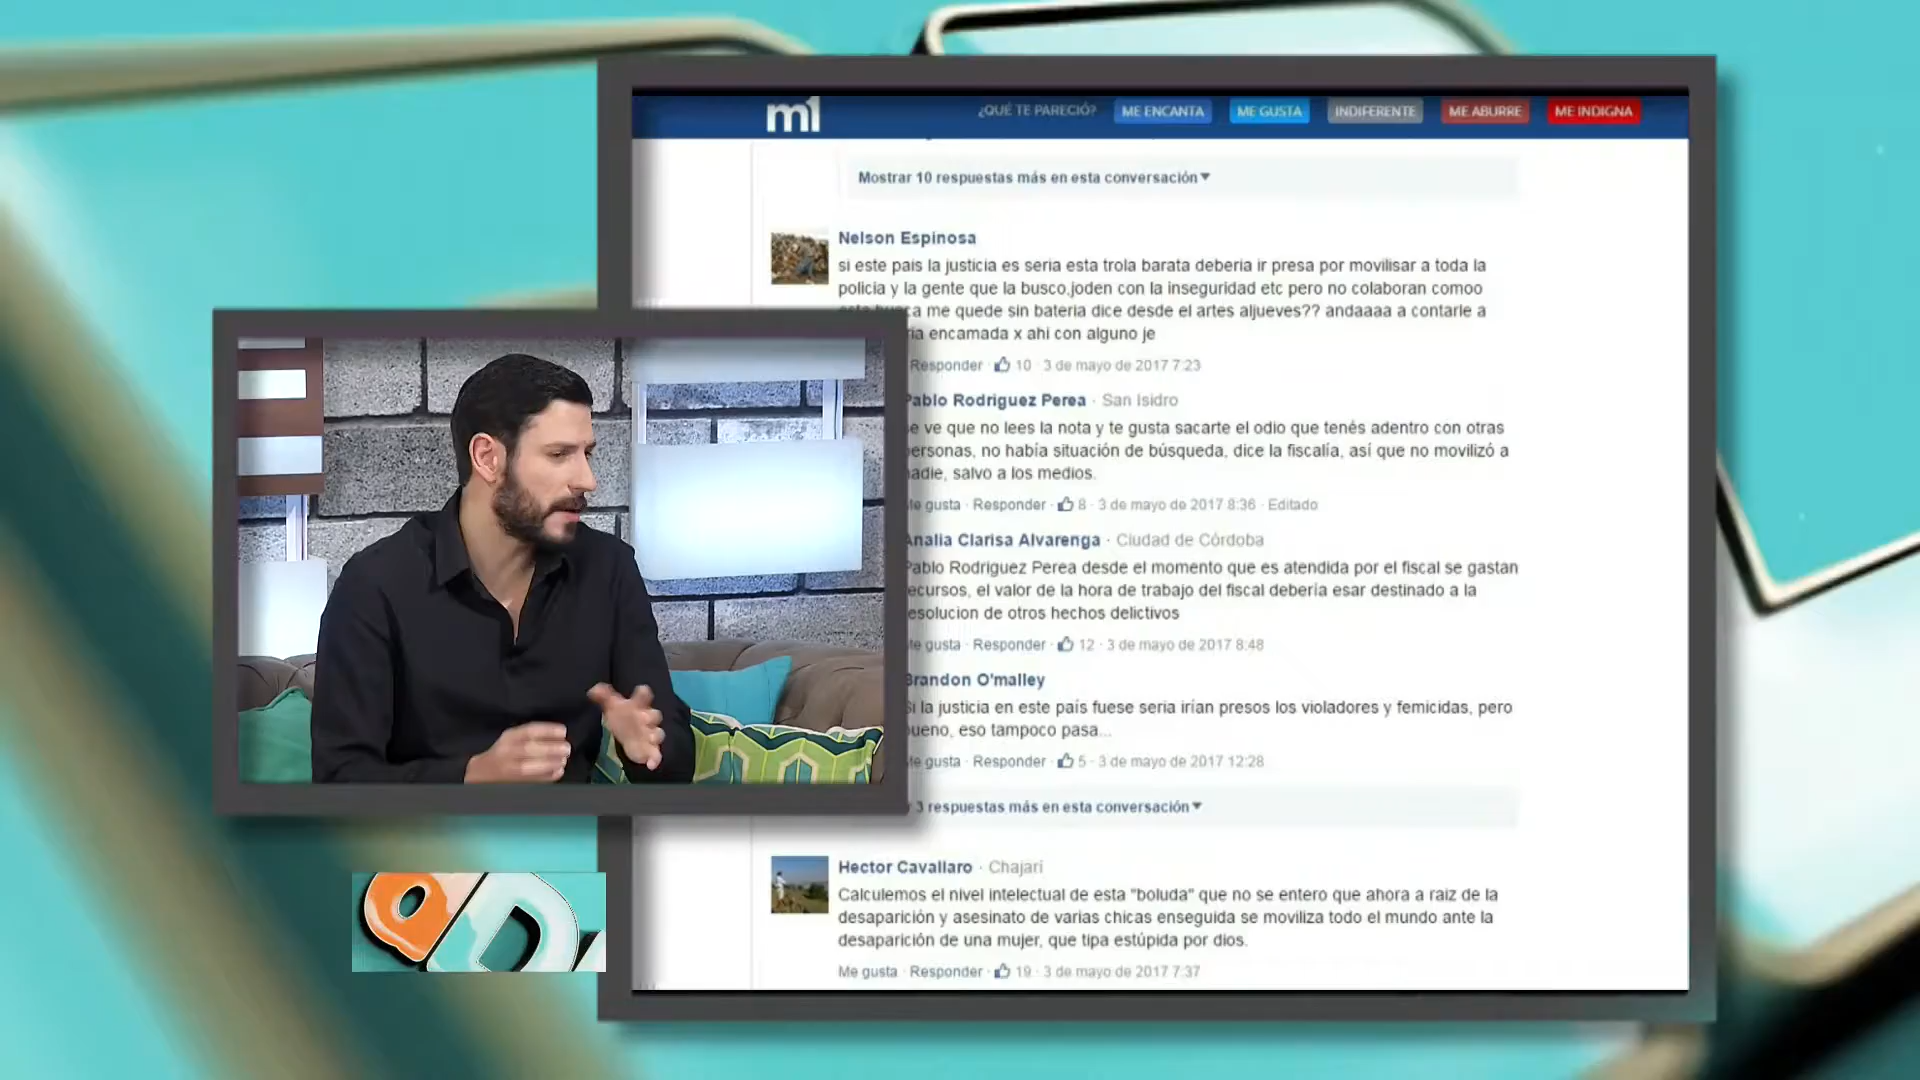 m1
¿QUÉ TE PARECIÓ? ME ENCANTA ME GUSTA INDIFERENTE ME ABURRE ME INDIGNA
Mostrar 10 respuestas más en esta conversación
Nelson Espinosa
si este pais la justicia es seria esta trola barata deberia ir presa por movilisar a toda la
policia y la gente que la busco,joden con la inseguridad etc pero no colaboran comoo
me quede sin bateria dice desde el artes aljueves?? andaaaa a contarle a
encamada x ahi con alguno je
Responder · 10 · 3 de mayo de 2017 7:23
Pablo Rodriguez Perea · San Isidro
e ve que no lees la nota y te gusta sacarte el odio que tenés adentro con otras
ersonas, no había situación de búsqueda, dice la fiscalía, así que no movilizó a
adie, salvo a los medios.
Me gusta · Responder · 8 · 3 de mayo de 2017 8:36 · Editado
Analia Clarisa Alvarenga · Ciudad de Córdoba
Pablo Rodriguez Perea desde el momento que es atendida por el fiscal se gastan
ecursos, el valor de la hora de trabajo del fiscal debería esar destinado a la
esolucion de otros hechos delictivos
Me gusta · Responder · 12 · 3 de mayo de 2017 8:48
Brandon O'malley
Si la justicia en este país fuese seria irían presos los violadores y femicidas, pero
bueno, eso tampoco pasa...
Me gusta · Responder · 5 · 3 de mayo de 2017 12:28
3 respuestas más en esta conversación
Hector Cavallaro · Chajarí
Calculemos el nivel intelectual de esta "boluda" que no se entero que ahora a raiz de la
desaparición y asesinato de varias chicas enseguida se moviliza todo el mundo ante la
desaparición de una mujer, que tipa estúpida por dios.
Me gusta · Responder · 19 · 3 de mayo de 2017 7:37